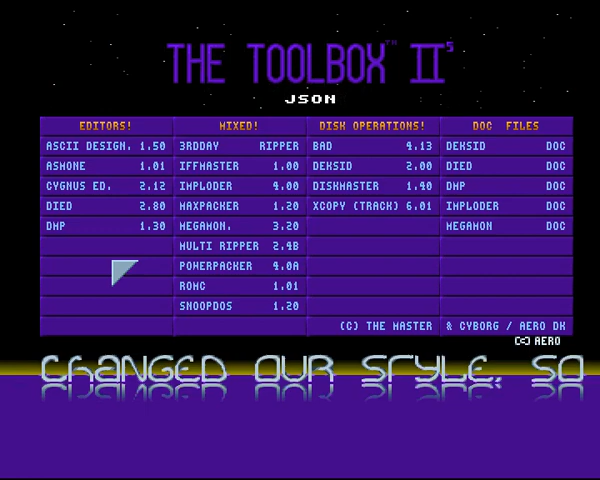 THE TOOLBOX™ II⁵
JSON
EDITORS! MIXED! DISK OPERATIONS! DOC FILES
ASCII DESIGN. 1.50 3RDDAY RIPPER BAD 4.13 DEKSID DOC
ASMONE 1.01 IFFMASTER 1.00 DEKSID 2.00 DIED DOC
CYGNUS ED. 2.12 IMPLODER 4.00 DISKMASTER 1.40 DMP DOC
DIED 2.80 MAXPACKER 1.20 XCOPY (TRACK) 6.01 IMPLODER DOC
DMP 1.30 MEGAMON. 3.20 MEGAMON DOC
MULTI RIPPER 2.4B
POWERPACKER 4.0A
ROMC 1.01
SNOOPDOS 1.20
(C) THE MASTER & CYBORG / AERO DK
(X) AERO
CHANGED OUR STYLE, SO